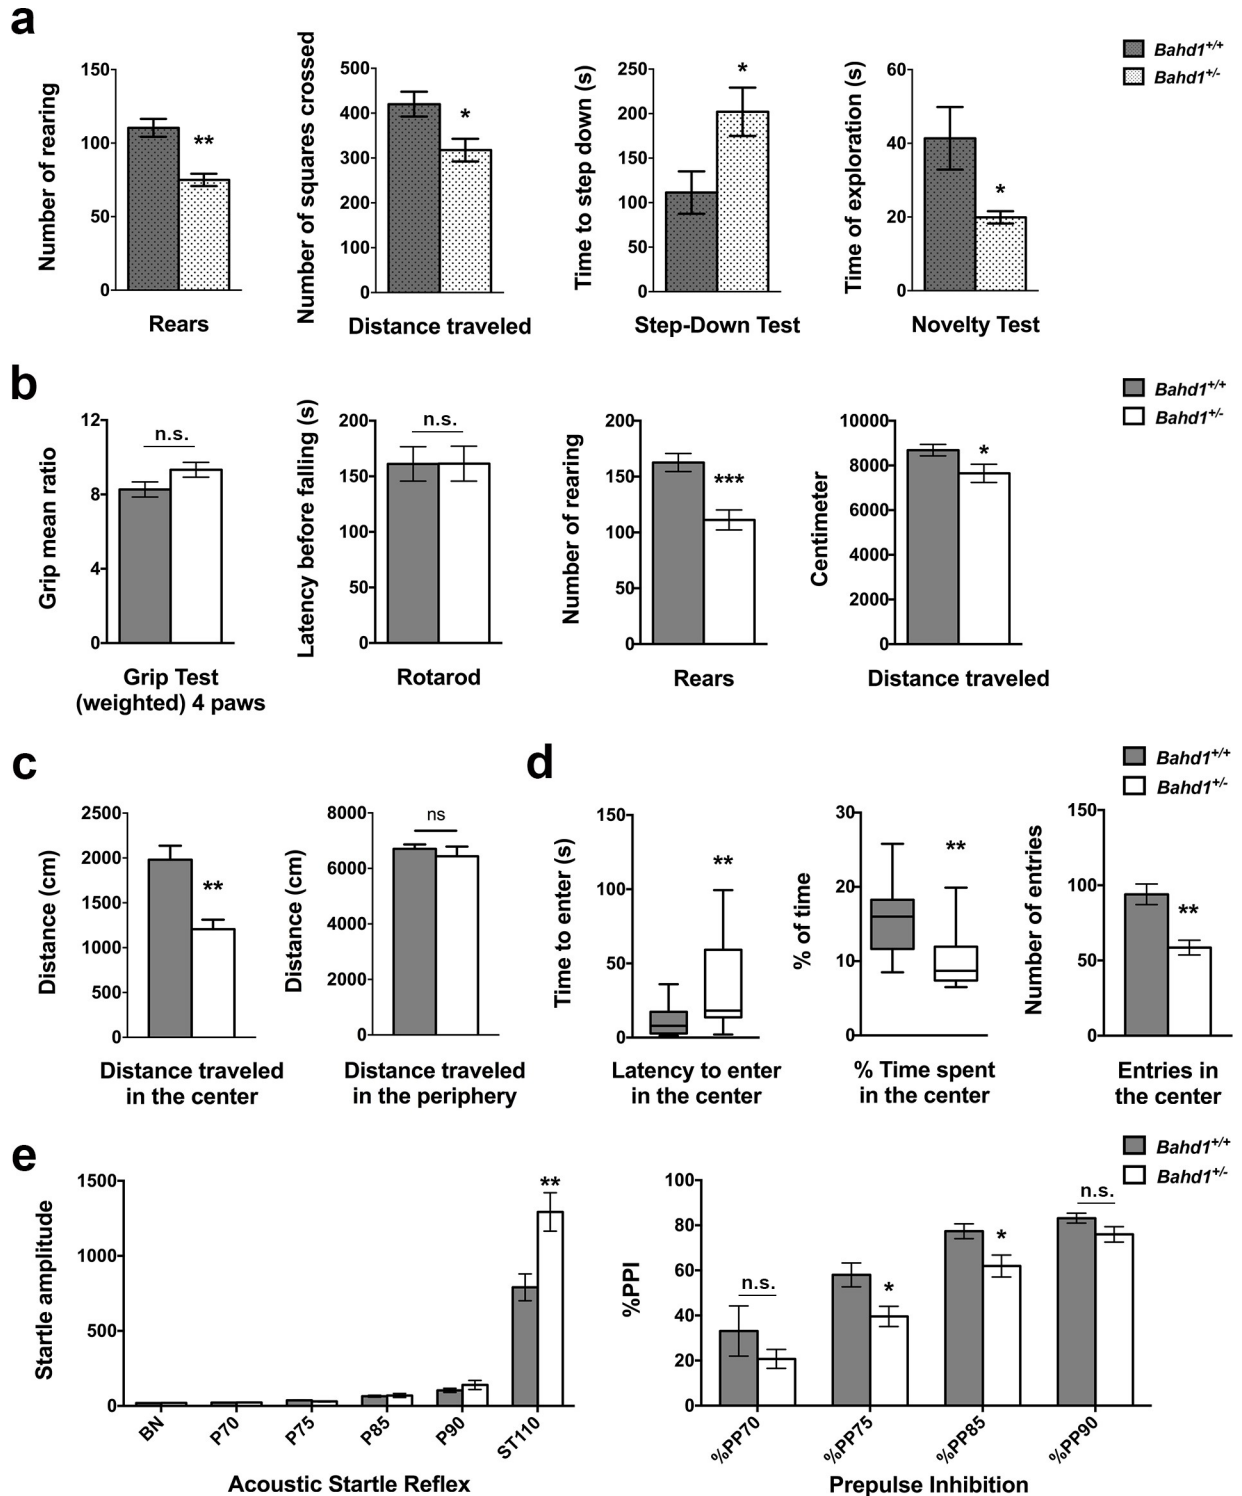 a
Bahd1+/+
Bahd1+/-
Number of rearing
150
100
50
0
**
Rears
Number of squares crossed
500
400
300
200
100
0
*
Distance traveled
Time to step down (s)
250
200
150
100
50
0
*
Step-Down Test
Time of exploration (s)
60
40
20
0
*
Novelty Test
b
Bahd1+/+
Bahd1+/-
Grip mean ratio
12
8
4
0
n.s.
Grip Test
(weighted) 4 paws
Latency before falling (s)
200
150
100
50
0
n.s.
Rotarod
Number of rearing
200
150
100
50
0
***
Rears
Centimeter
10000
8000
6000
4000
2000
0
*
Distance traveled
c
Distance (cm)
2500
2000
1500
1000
500
0
**
Distance traveled
in the center
Distance (cm)
8000
6000
4000
2000
0
ns
Distance traveled
in the periphery
d
Bahd1+/+
Bahd1+/-
Time to enter (s)
150
100
50
0
**
Latency to enter
in the center
% of time
30
20
10
0
**
% Time spent
in the center
Number of entries
150
100
50
0
**
Entries in
the center
e
Bahd1+/+
Bahd1+/-
Startle amplitude
1500
1000
500
0
**
BN
P70
P75
P85
P90
ST110
Acoustic Startle Reflex
%PPI
100
80
60
40
20
0
n.s.
*
*
n.s.
%PP70
%PP75
%PP85
%PP90
Prepulse Inhibition